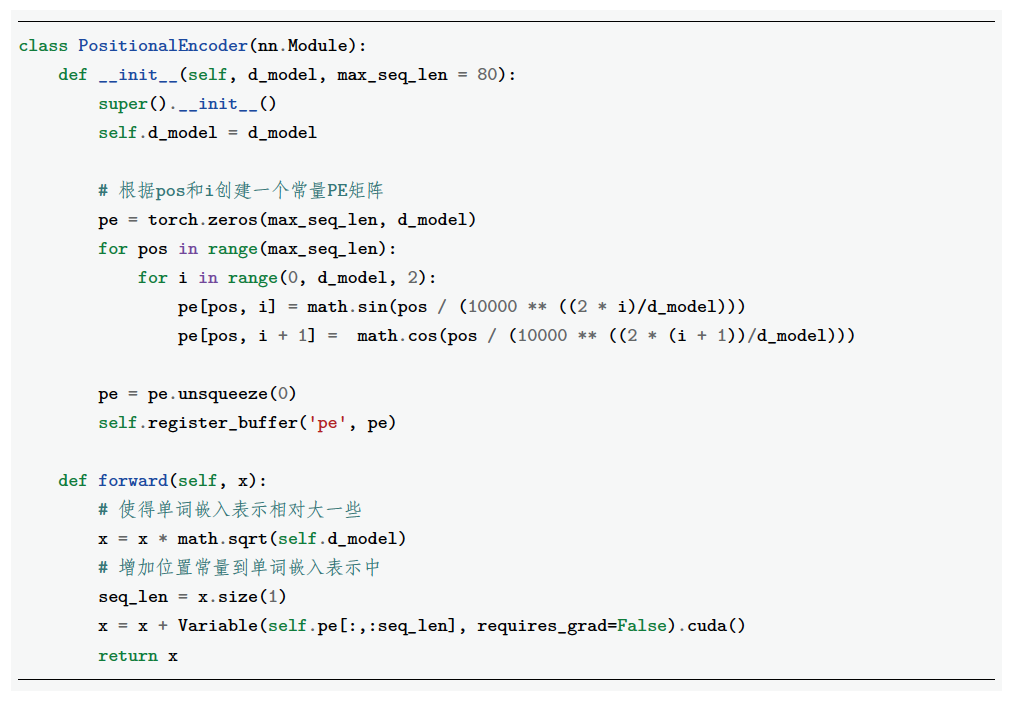 class PositionalEncoder(nn.Module):
    def __init__(self, d_model, max_seq_len = 80):
        super().__init__()
        self.d_model = d_model

        # 根据pos和i创建一个常量PE矩阵
        pe = torch.zeros(max_seq_len, d_model)
        for pos in range(max_seq_len):
            for i in range(0, d_model, 2):
                pe[pos, i] = math.sin(pos / (10000 ** ((2 * i)/d_model)))
                pe[pos, i + 1] =  math.cos(pos / (10000 ** ((2 * (i + 1))/d_model)))

        pe = pe.unsqueeze(0)
        self.register_buffer('pe', pe)

    def forward(self, x):
        # 使得单词嵌入表示相对大一些
        x = x * math.sqrt(self.d_model)
        # 增加位置常量到单词嵌入表示中
        seq_len = x.size(1)
        x = x + Variable(self.pe[:,:seq_len], requires_grad=False).cuda()
        return x